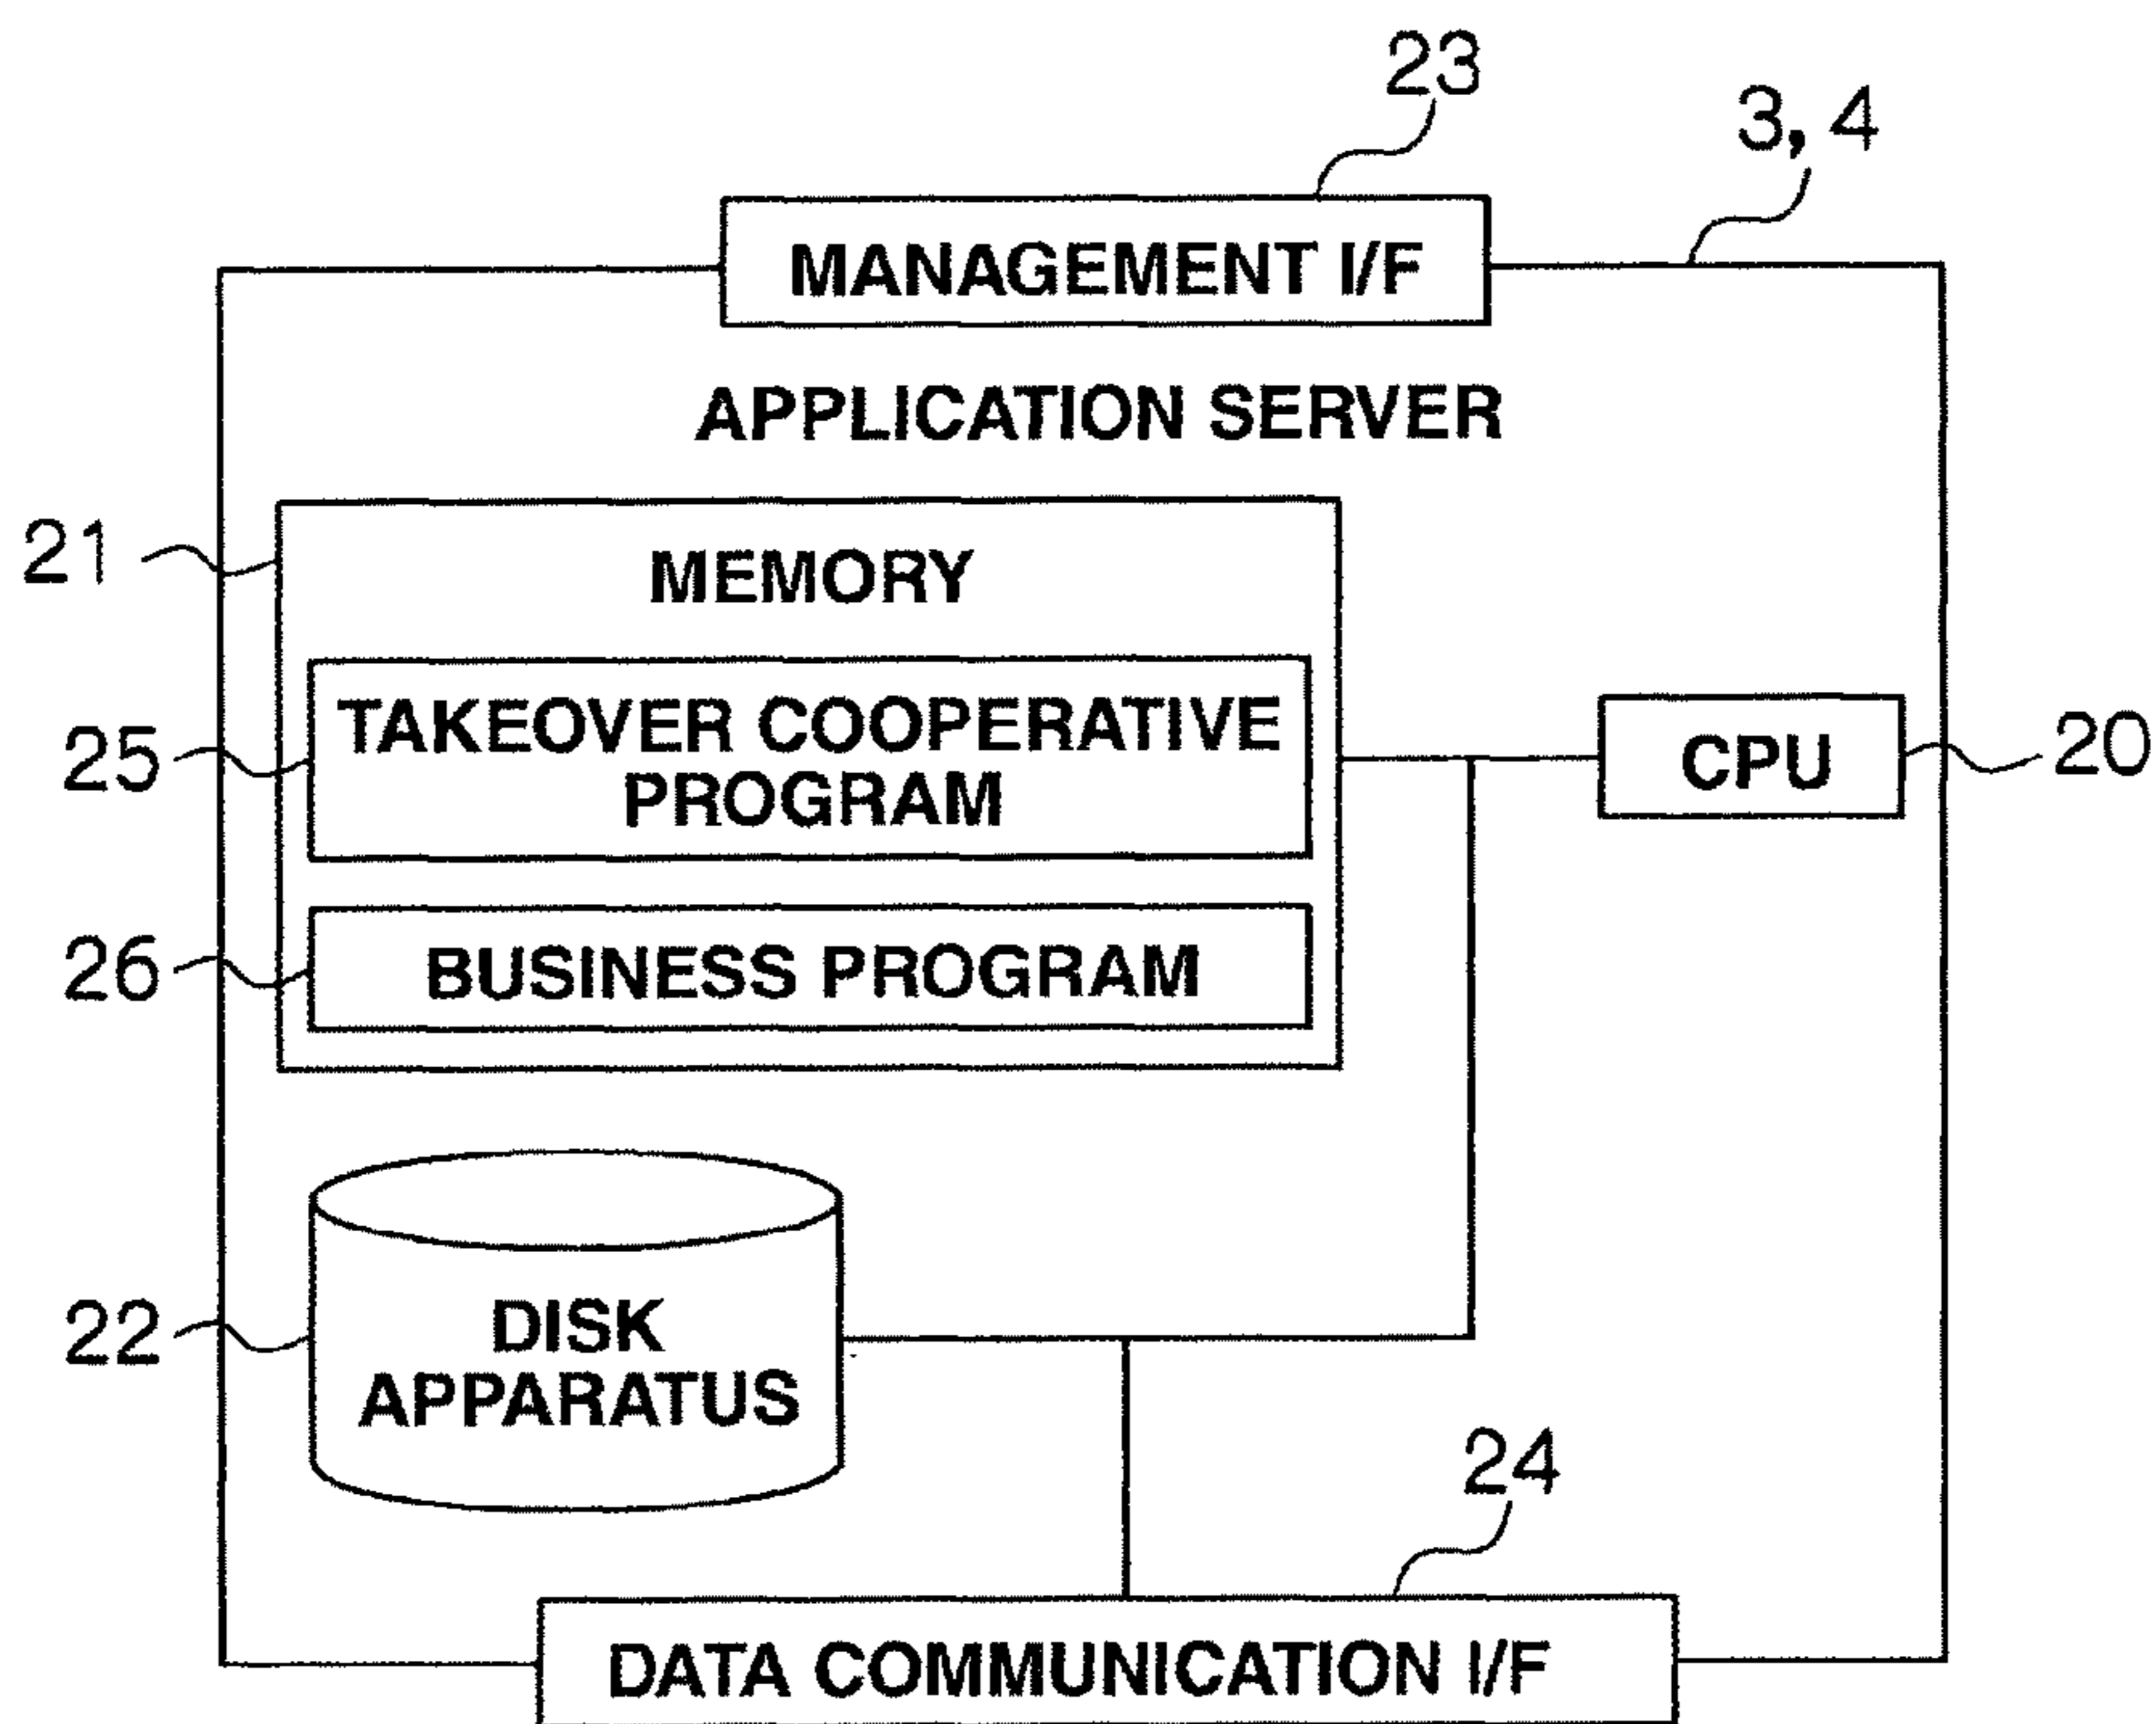 23
3, 4
MANAGEMENT I/F
APPLICATION SERVER
21
MEMORY
25
TAKEOVER COOPERATIVE
PROGRAM
CPU
20
26
BUSINESS PROGRAM
22
DISK
APPARATUS
24
DATA COMMUNICATION I/F